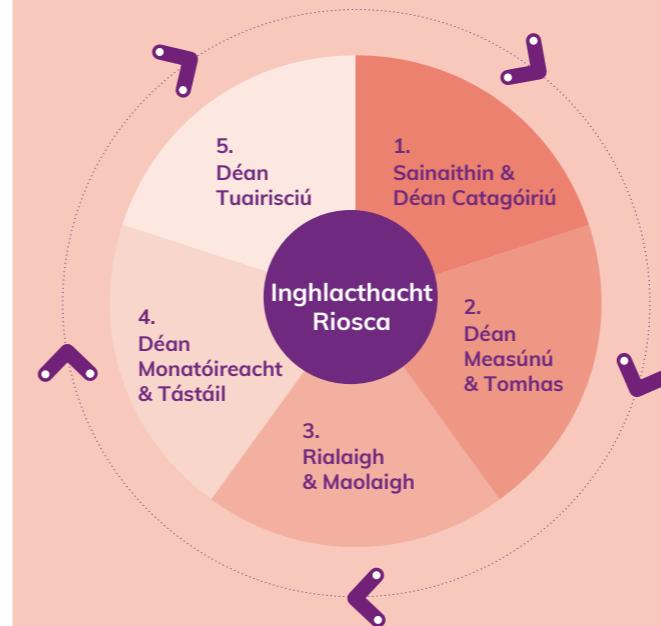 1.
Sainaithin &
Déan Catagóiriú
2.
Déan
Measúnú
& Tomhas
3.
Rialaigh
& Maolaigh
4.
Déan
Monatóireacht
& Tástáil
5.
Déan
Tuairisciú
Inghlacthacht
Riosca